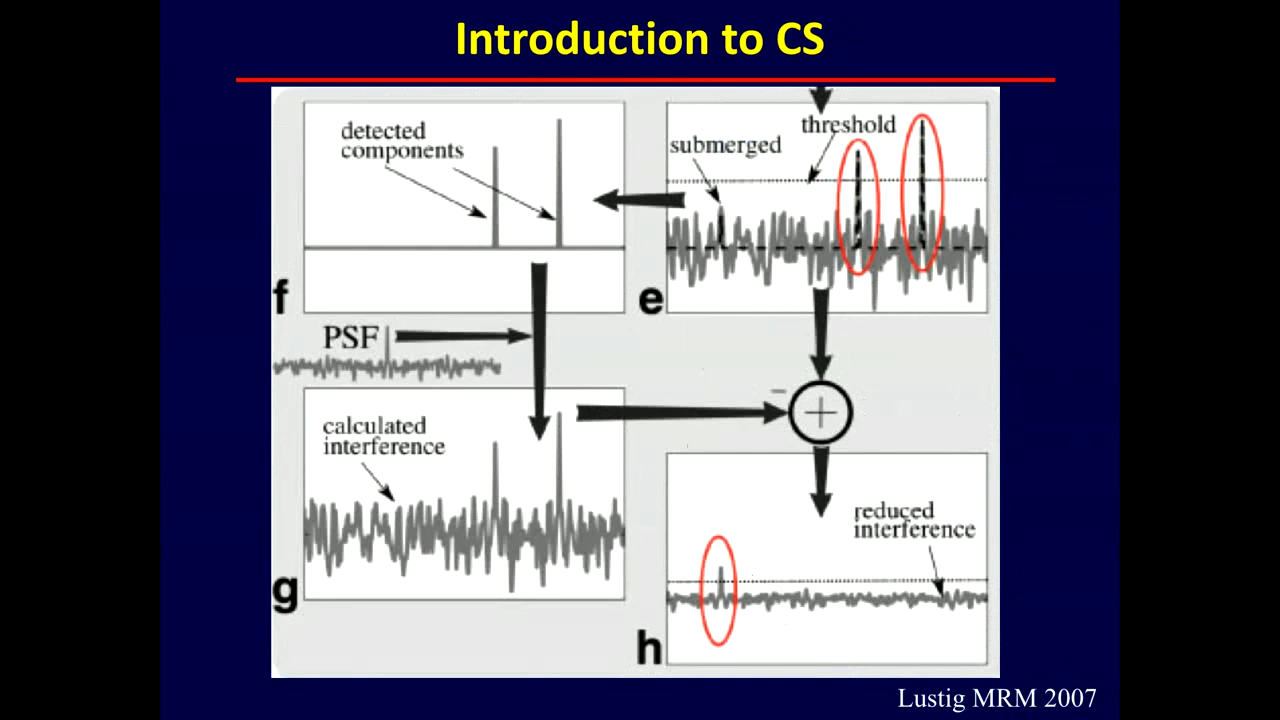 Introduction to CS
detected
components
threshold
submerged
f
e
PSF
−
+
calculated
interference
reduced
interference
g
h
Lustig MRM 2007